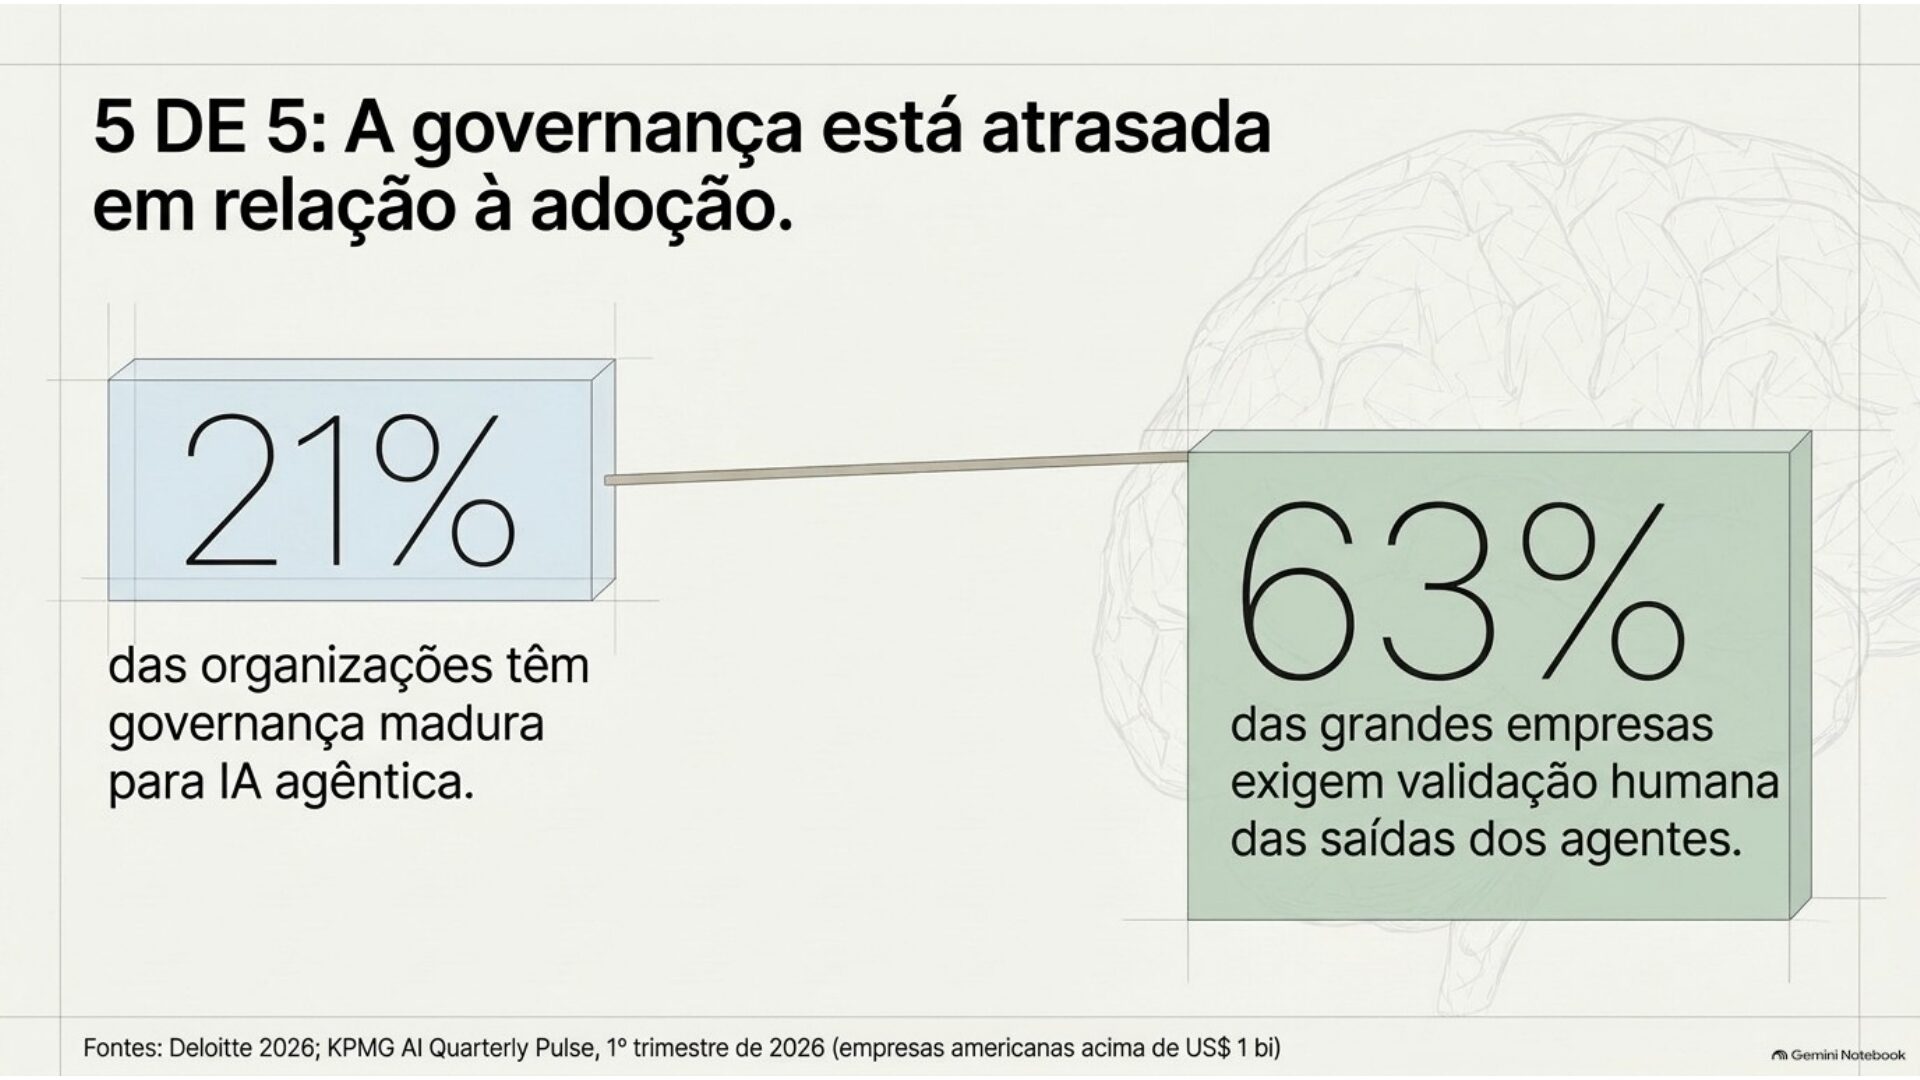 5 DE 5: A governança está atrasada
em relação à adoção.
21%
das organizações têm
governança madura
para IA agêntica.
63%
das grandes empresas
exigem validação humana
das saídas dos agentes.
Fontes: Deloitte 2026; KPMG AI Quarterly Pulse, 1º trimestre de 2026 (empresas americanas acima de US$ 1 bi)
Gemini Notebook